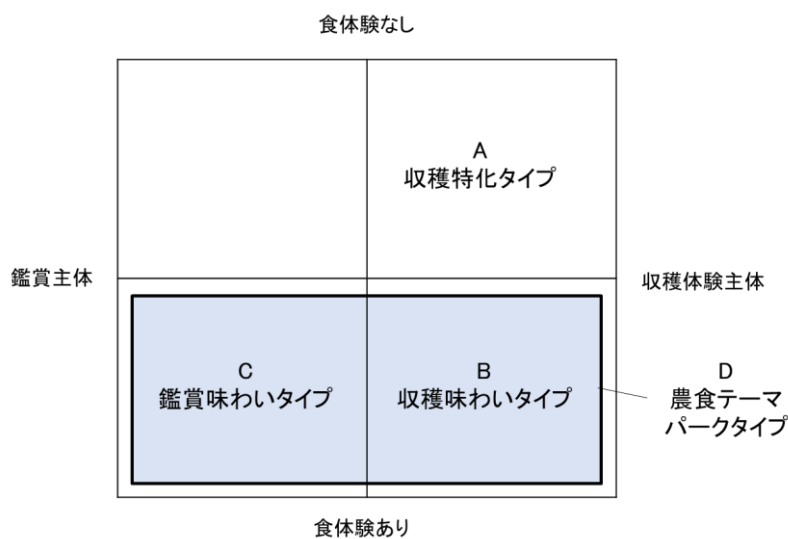 食体験なし
A
収穫特化タイプ
鑑賞主体
収穫体験主体
C
鑑賞味わいタイプ
B
収穫味わいタイプ
D
農食テーマ
パークタイプ
食体験あり